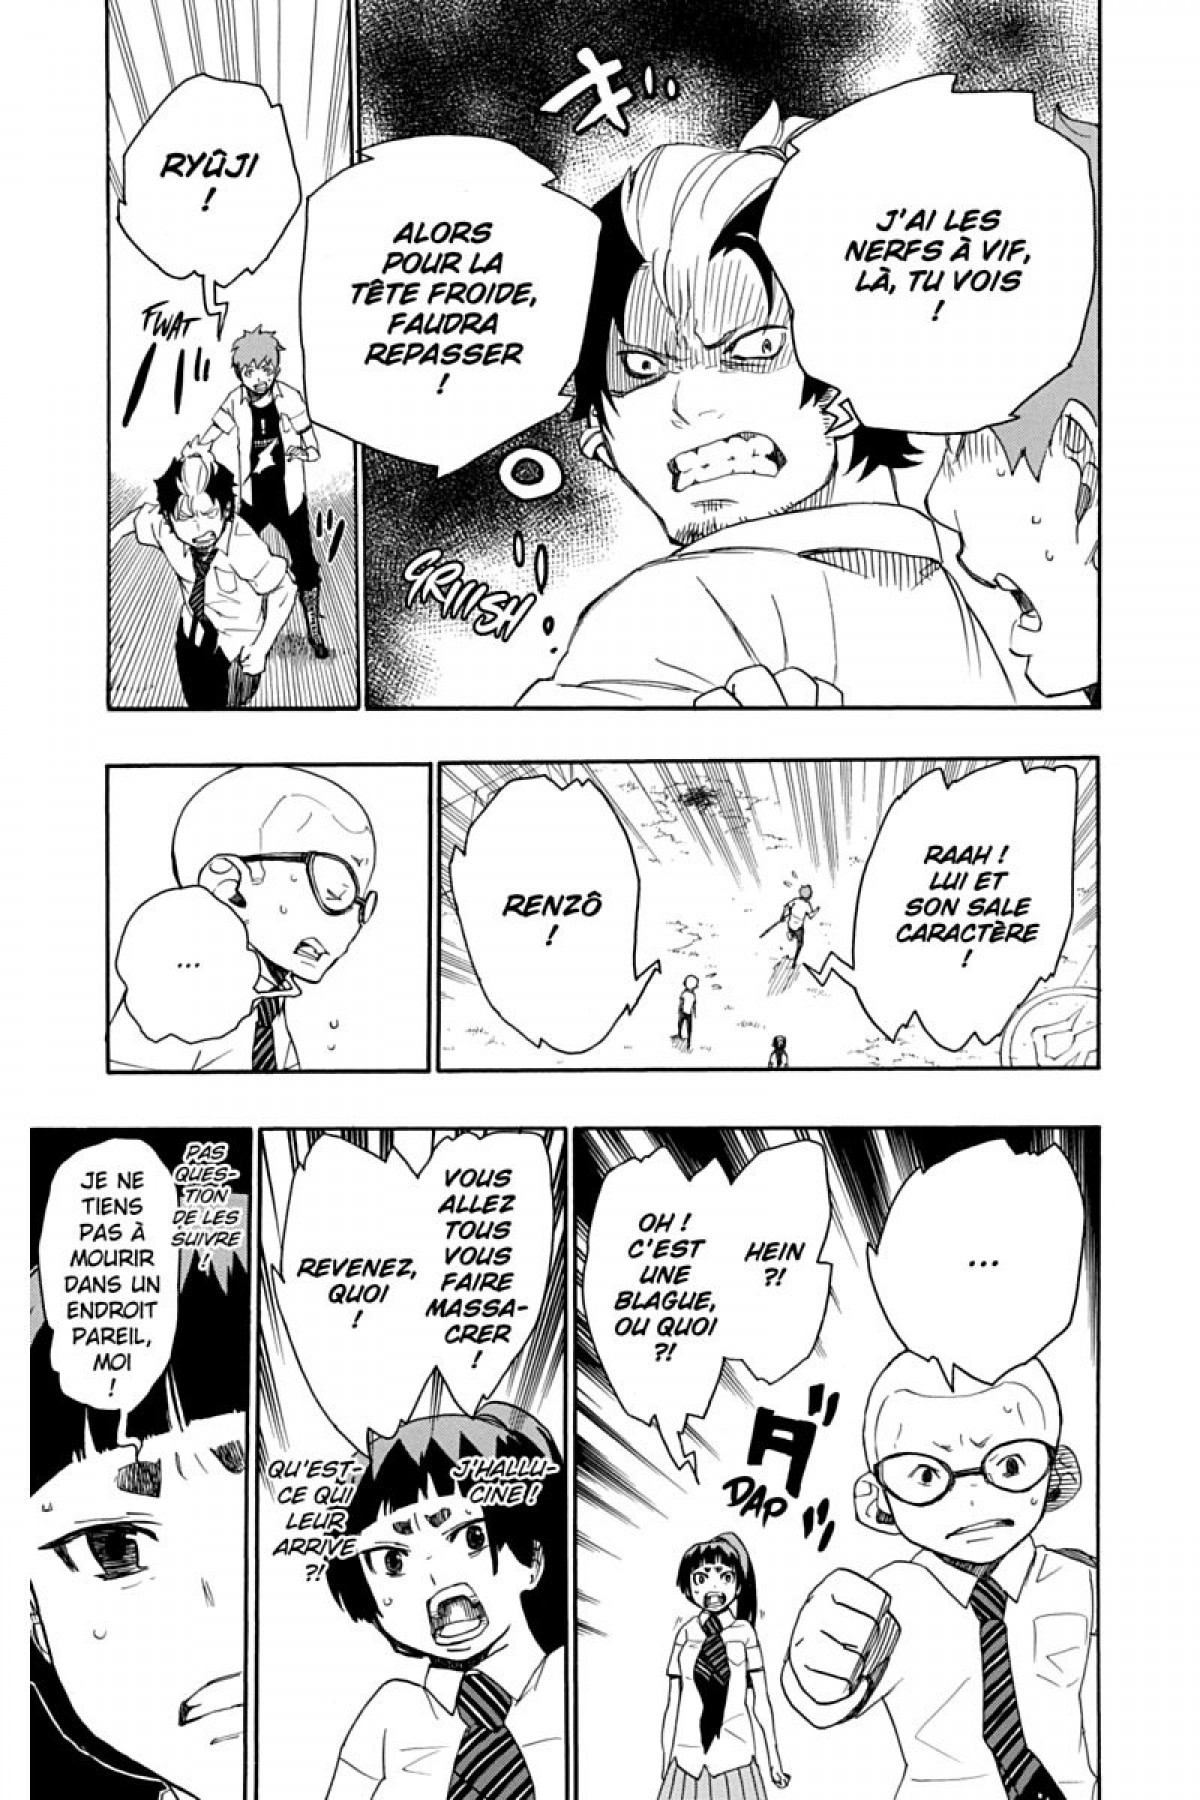 J'AI LES
NERFS À VIF,
LÀ, TU VOIS
!
ALORS
POUR LA
TÊTE FROIDE,
FAUDRA
REPASSER
!
GRIIISH
RYÛJI
!
FWAT
RAAH !
LUI ET
SON SALE
CARACTÈRE
!
RENZÔ
!
...
...
HEIN
?!
OH !
C'EST
UNE
BLAGUE,
OU QUOI
?!
ダッ
DAP
VOUS
ALLEZ
TOUS
VOUS
FAIRE
MASSA-
CRER
!
REVENEZ,
QUOI
!
J'HALLU-
CINE !
QU'EST-
CE QUI
LEUR
ARRIVE
?!
PAS
QUES-
TION
DE LES
SUIVRE
!
JE NE
TIENS
PAS À
MOURIR
DANS UN
ENDROIT
PAREIL,
MOI
!